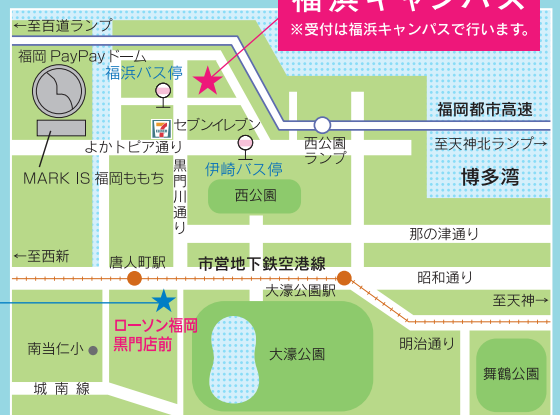 福浜キャンパス
※受付は福浜キャンパスで行います。
←至百道ランプ
福岡 PayPayドーム
福浜バス停
セブンイレブン
よかトピア通り
MARK IS 福岡ももち
黒門川通り
伊崎バス停
西公園
西公園
ランプ
福岡都市高速
至天神北ランプ→
博多湾
那の津通り
←至西新
唐人町駅
市営地下鉄空港線
大濠公園駅
昭和通り
至天神→
ローソン福岡
黒門店前
南当仁小
城南線
大濠公園
明治通り
舞鶴公園